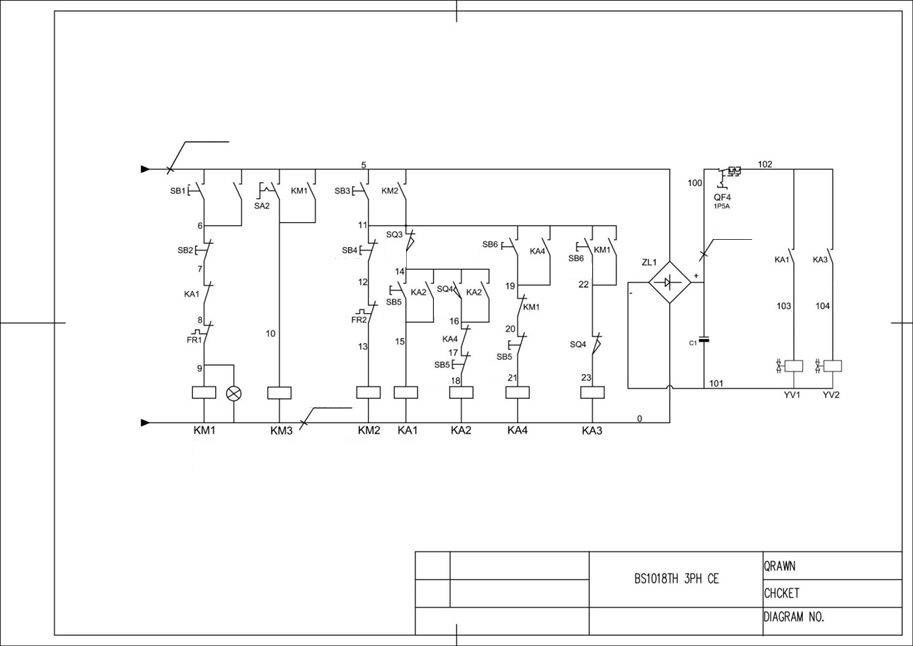 5
102
100
QF4
1P5A
SB1
SA2
KM1
SB3
KM2
6
11
SQ3
SB2
SB4
SB6
KA4
SB6
KM1
ZL1
+
-
KA1
KA3
7
14
12
19
22
KA1
SB5
KA2
SQ4
KA2
KM1
103
104
8
FR1
FR2
16
20
10
13
15
KA4
17
SB5
SQ4
C1
9
SB5
18
21
23
101
YV1
YV2
0
KM1
KM3
KM2
KA1
KA2
KA4
KA3
BS1018TH 3PH CE
QRAWN
CHCKET
DIAGRAM NO.